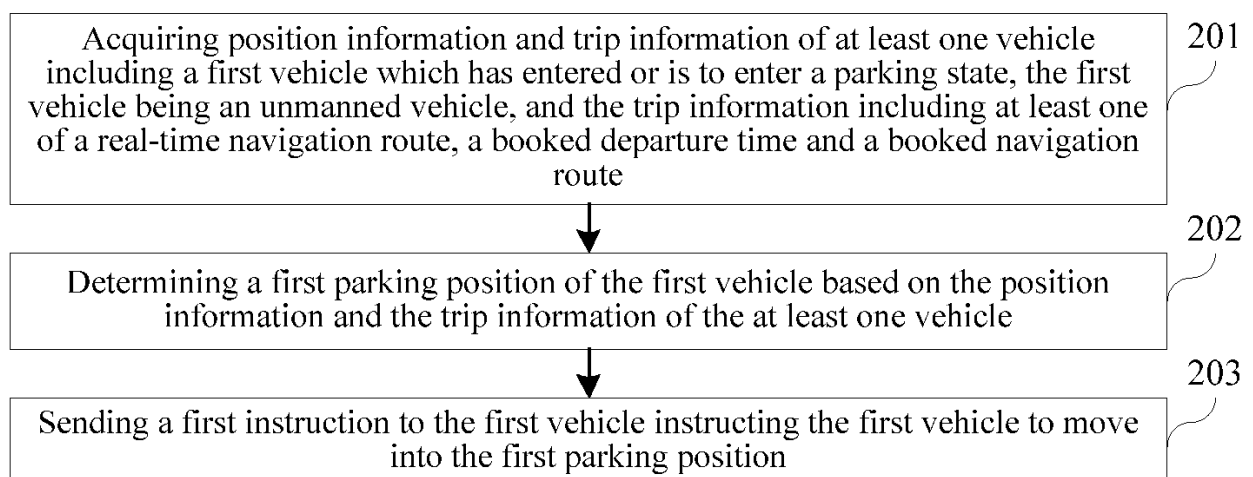 Acquiring position information and trip information of at least one vehicle
201
including a first vehicle which has entered or is to enter a parking state, the first
vehicle being an unmanned vehicle, and the trip information including at least one
of a real-time navigation route, a booked departure time and a booked navigation
route
202
Determining a first parking position of the first vehicle based on the position
information and the trip information of the at least one vehicle
203
Sending a first instruction to the first vehicle instructing the first vehicle to move
into the first parking position